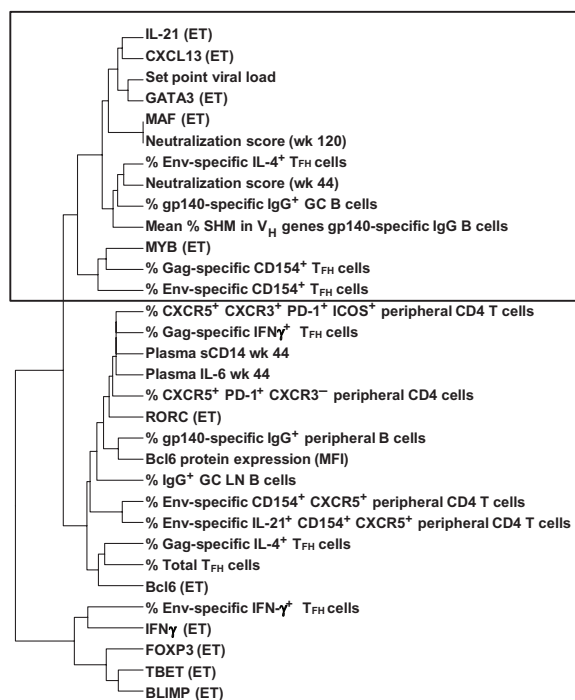 IL-21 (ET)
CXCL13 (ET)
Set point viral load
GATA3 (ET)
MAF (ET)
Neutralization score (wk 120)
% Env-specific IL-4⁺ TFH cells
Neutralization score (wk 44)
% gp140-specific IgG⁺ GC B cells
Mean % SHM in VH genes gp140-specific IgG B cells
MYB (ET)
% Gag-specific CD154⁺ TFH cells
% Env-specific CD154⁺ TFH cells
% CXCR5⁺ CXCR3⁺ PD-1⁺ ICOS⁺ peripheral CD4 T cells
% Gag-specific IFNγ⁺ TFH cells
Plasma sCD14 wk 44
Plasma IL-6 wk 44
% CXCR5⁺ PD-1⁺ CXCR3⁻ peripheral CD4 cells
RORC (ET)
% gp140-specific IgG⁺ peripheral B cells
Bcl6 protein expression (MFI)
% IgG⁺ GC LN B cells
% Env-specific CD154⁺ CXCR5⁺ peripheral CD4 T cells
% Env-specific IL-21⁺ CD154⁺ CXCR5⁺ peripheral CD4 T cells
% Gag-specific IL-4⁺ TFH cells
% Total TFH cells
Bcl6 (ET)
% Env-specific IFN-γ⁺ TFH cells
IFNγ (ET)
FOXP3 (ET)
TBET (ET)
BLIMP (ET)